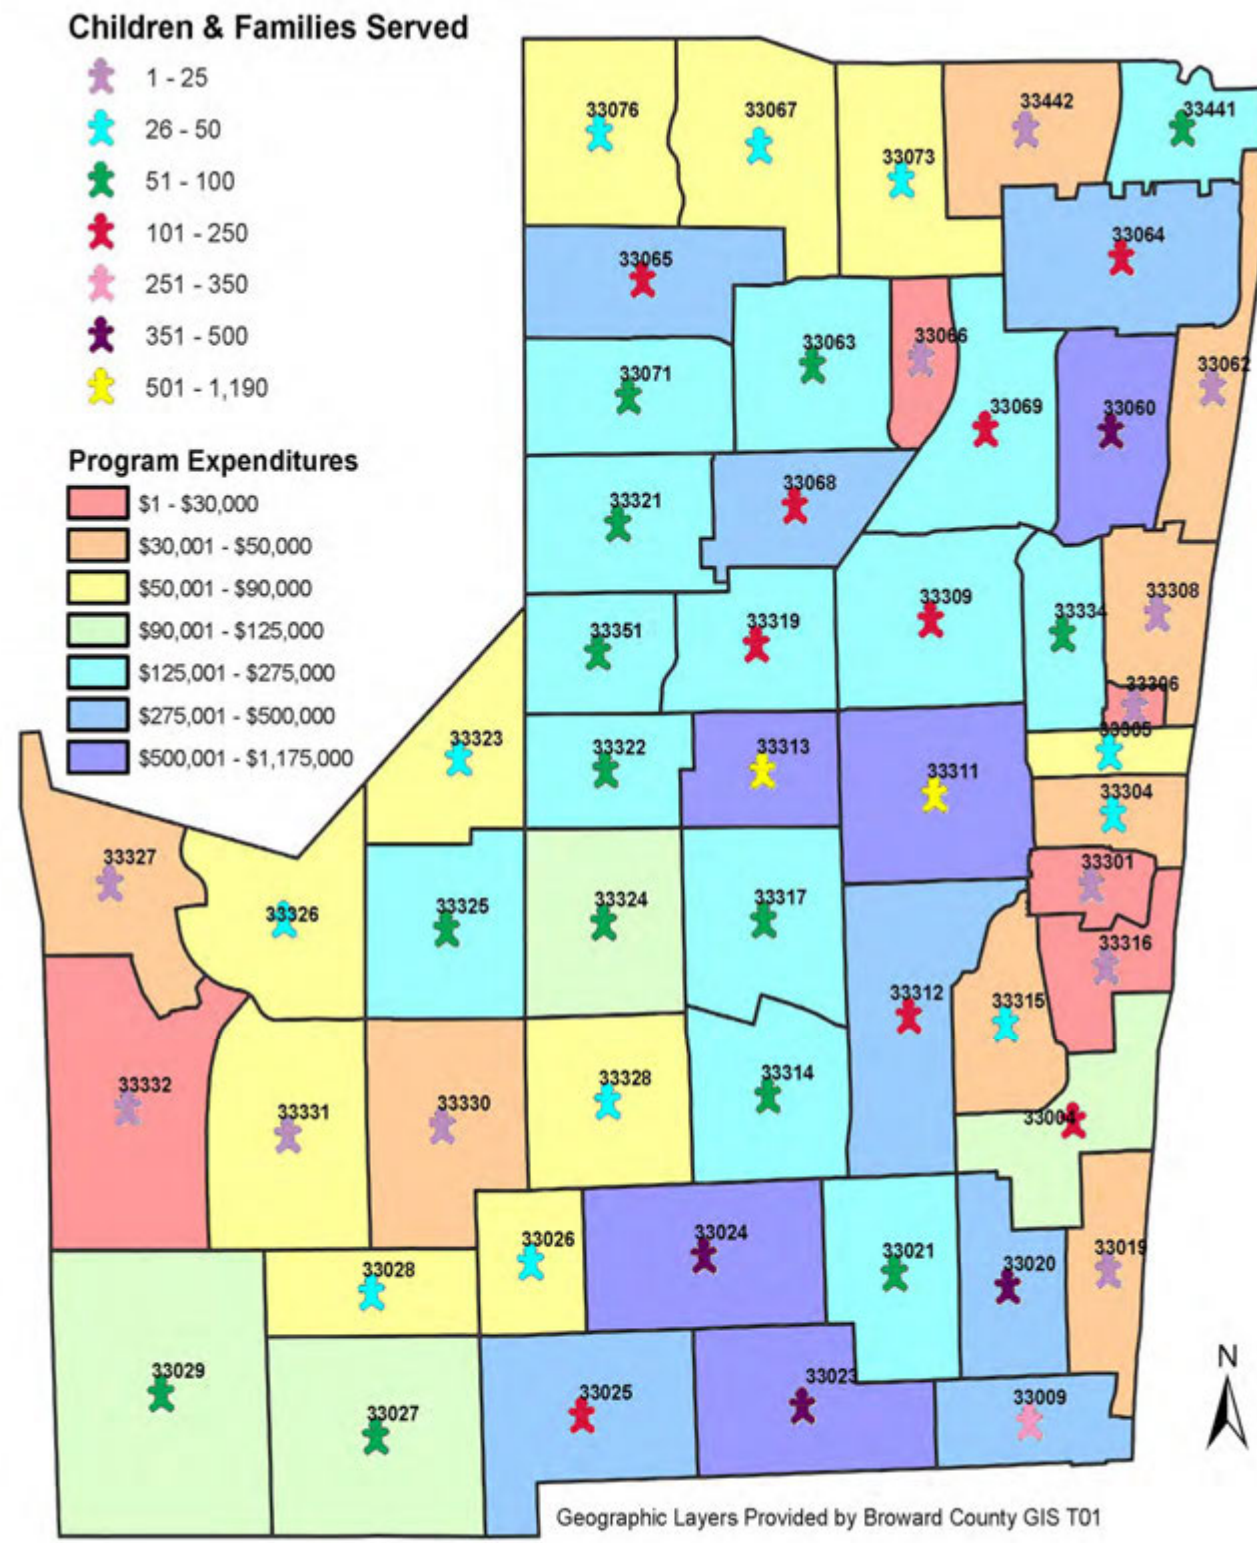 Children & Families Served
1 - 25
26 - 50
51 - 100
101 - 250
251 - 350
351 - 500
501 - 1,190
Program Expenditures
$1 - $30,000
$30,001 - $50,000
$50,001 - $90,000
$90,001 - $125,000
$125,001 - $275,000
$275,001 - $500,000
$500,001 - $1,175,000
33076
33067
33442
33441
33073
33064
33065
33063
33066
33062
33071
33069
33060
33068
33321
33308
33309
33334
33319
33351
33306
33305
33323
33322
33313
33311
33304
33327
33301
33326
33325
33324
33317
33316
33312
33315
33332
33331
33330
33328
33314
33004
33028
33026
33024
33021
33020
33019
33029
33027
33025
33023
33009
N
Geographic Layers Provided by Broward County GIS T01